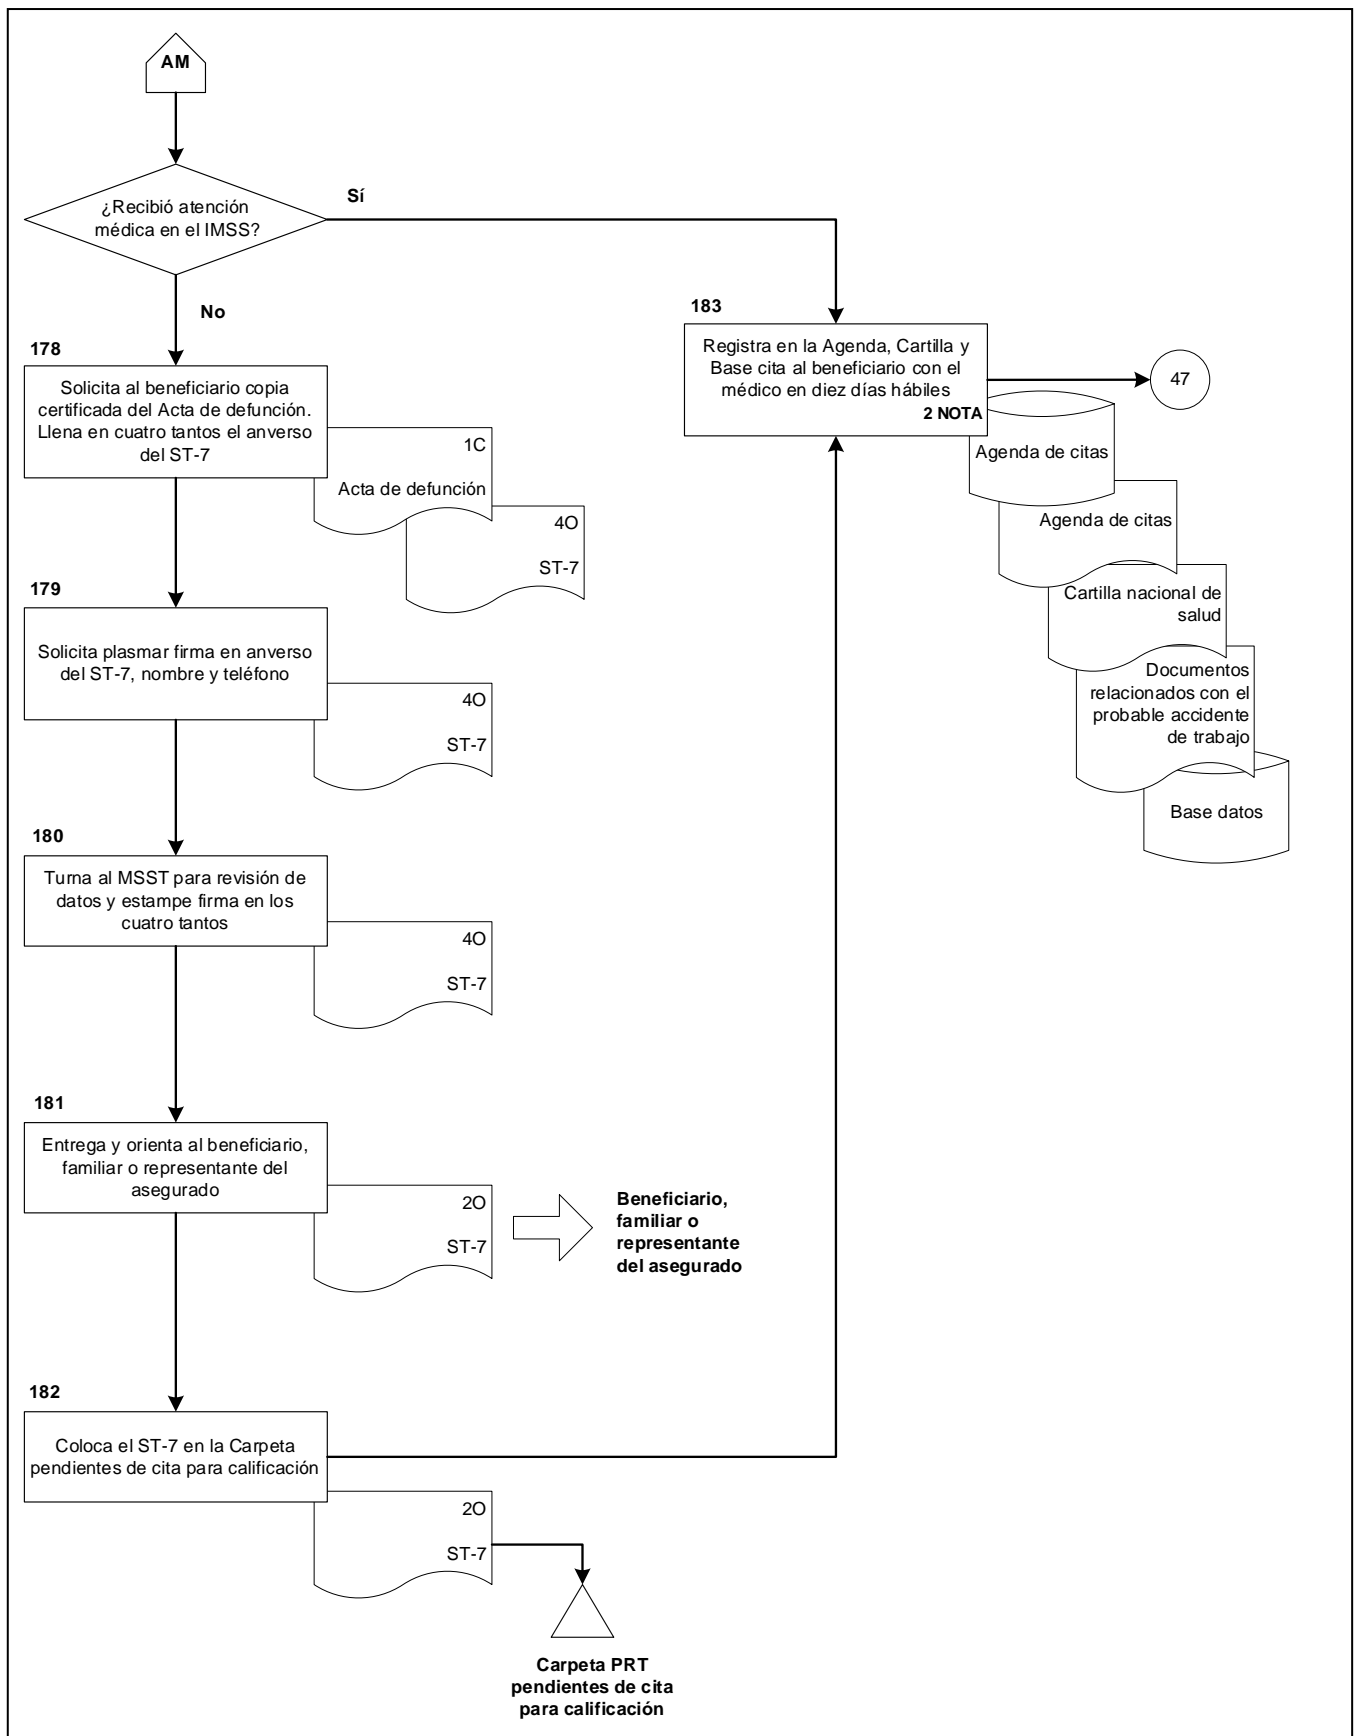 AM
¿Recibió atención
médica en el IMSS?
Sí
No
178
Solicita al beneficiario copia
certificada del Acta de defunción.
Llena en cuatro tantos el anverso
del ST-7
1C
Acta de defunción
4O
ST-7
179
Solicita plasmar firma en anverso
del ST-7, nombre y teléfono
4O
ST-7
180
Turna al MSST para revisión de
datos y estampe firma en los
cuatro tantos
4O
ST-7
181
Entrega y orienta al beneficiario,
familiar o representante del
asegurado
2O
ST-7
Beneficiario,
familiar o
representante
del asegurado
182
Coloca el ST-7 en la Carpeta
pendientes de cita para calificación
2O
ST-7
Carpeta PRT
pendientes de cita
para calificación
183
Registra en la Agenda, Cartilla y
Base cita al beneficiario con el
médico en diez días hábiles
2 NOTA
47
Agenda de citas
Agenda de citas
Cartilla nacional de
salud
Documentos
relacionados con el
probable accidente
de trabajo
Base datos